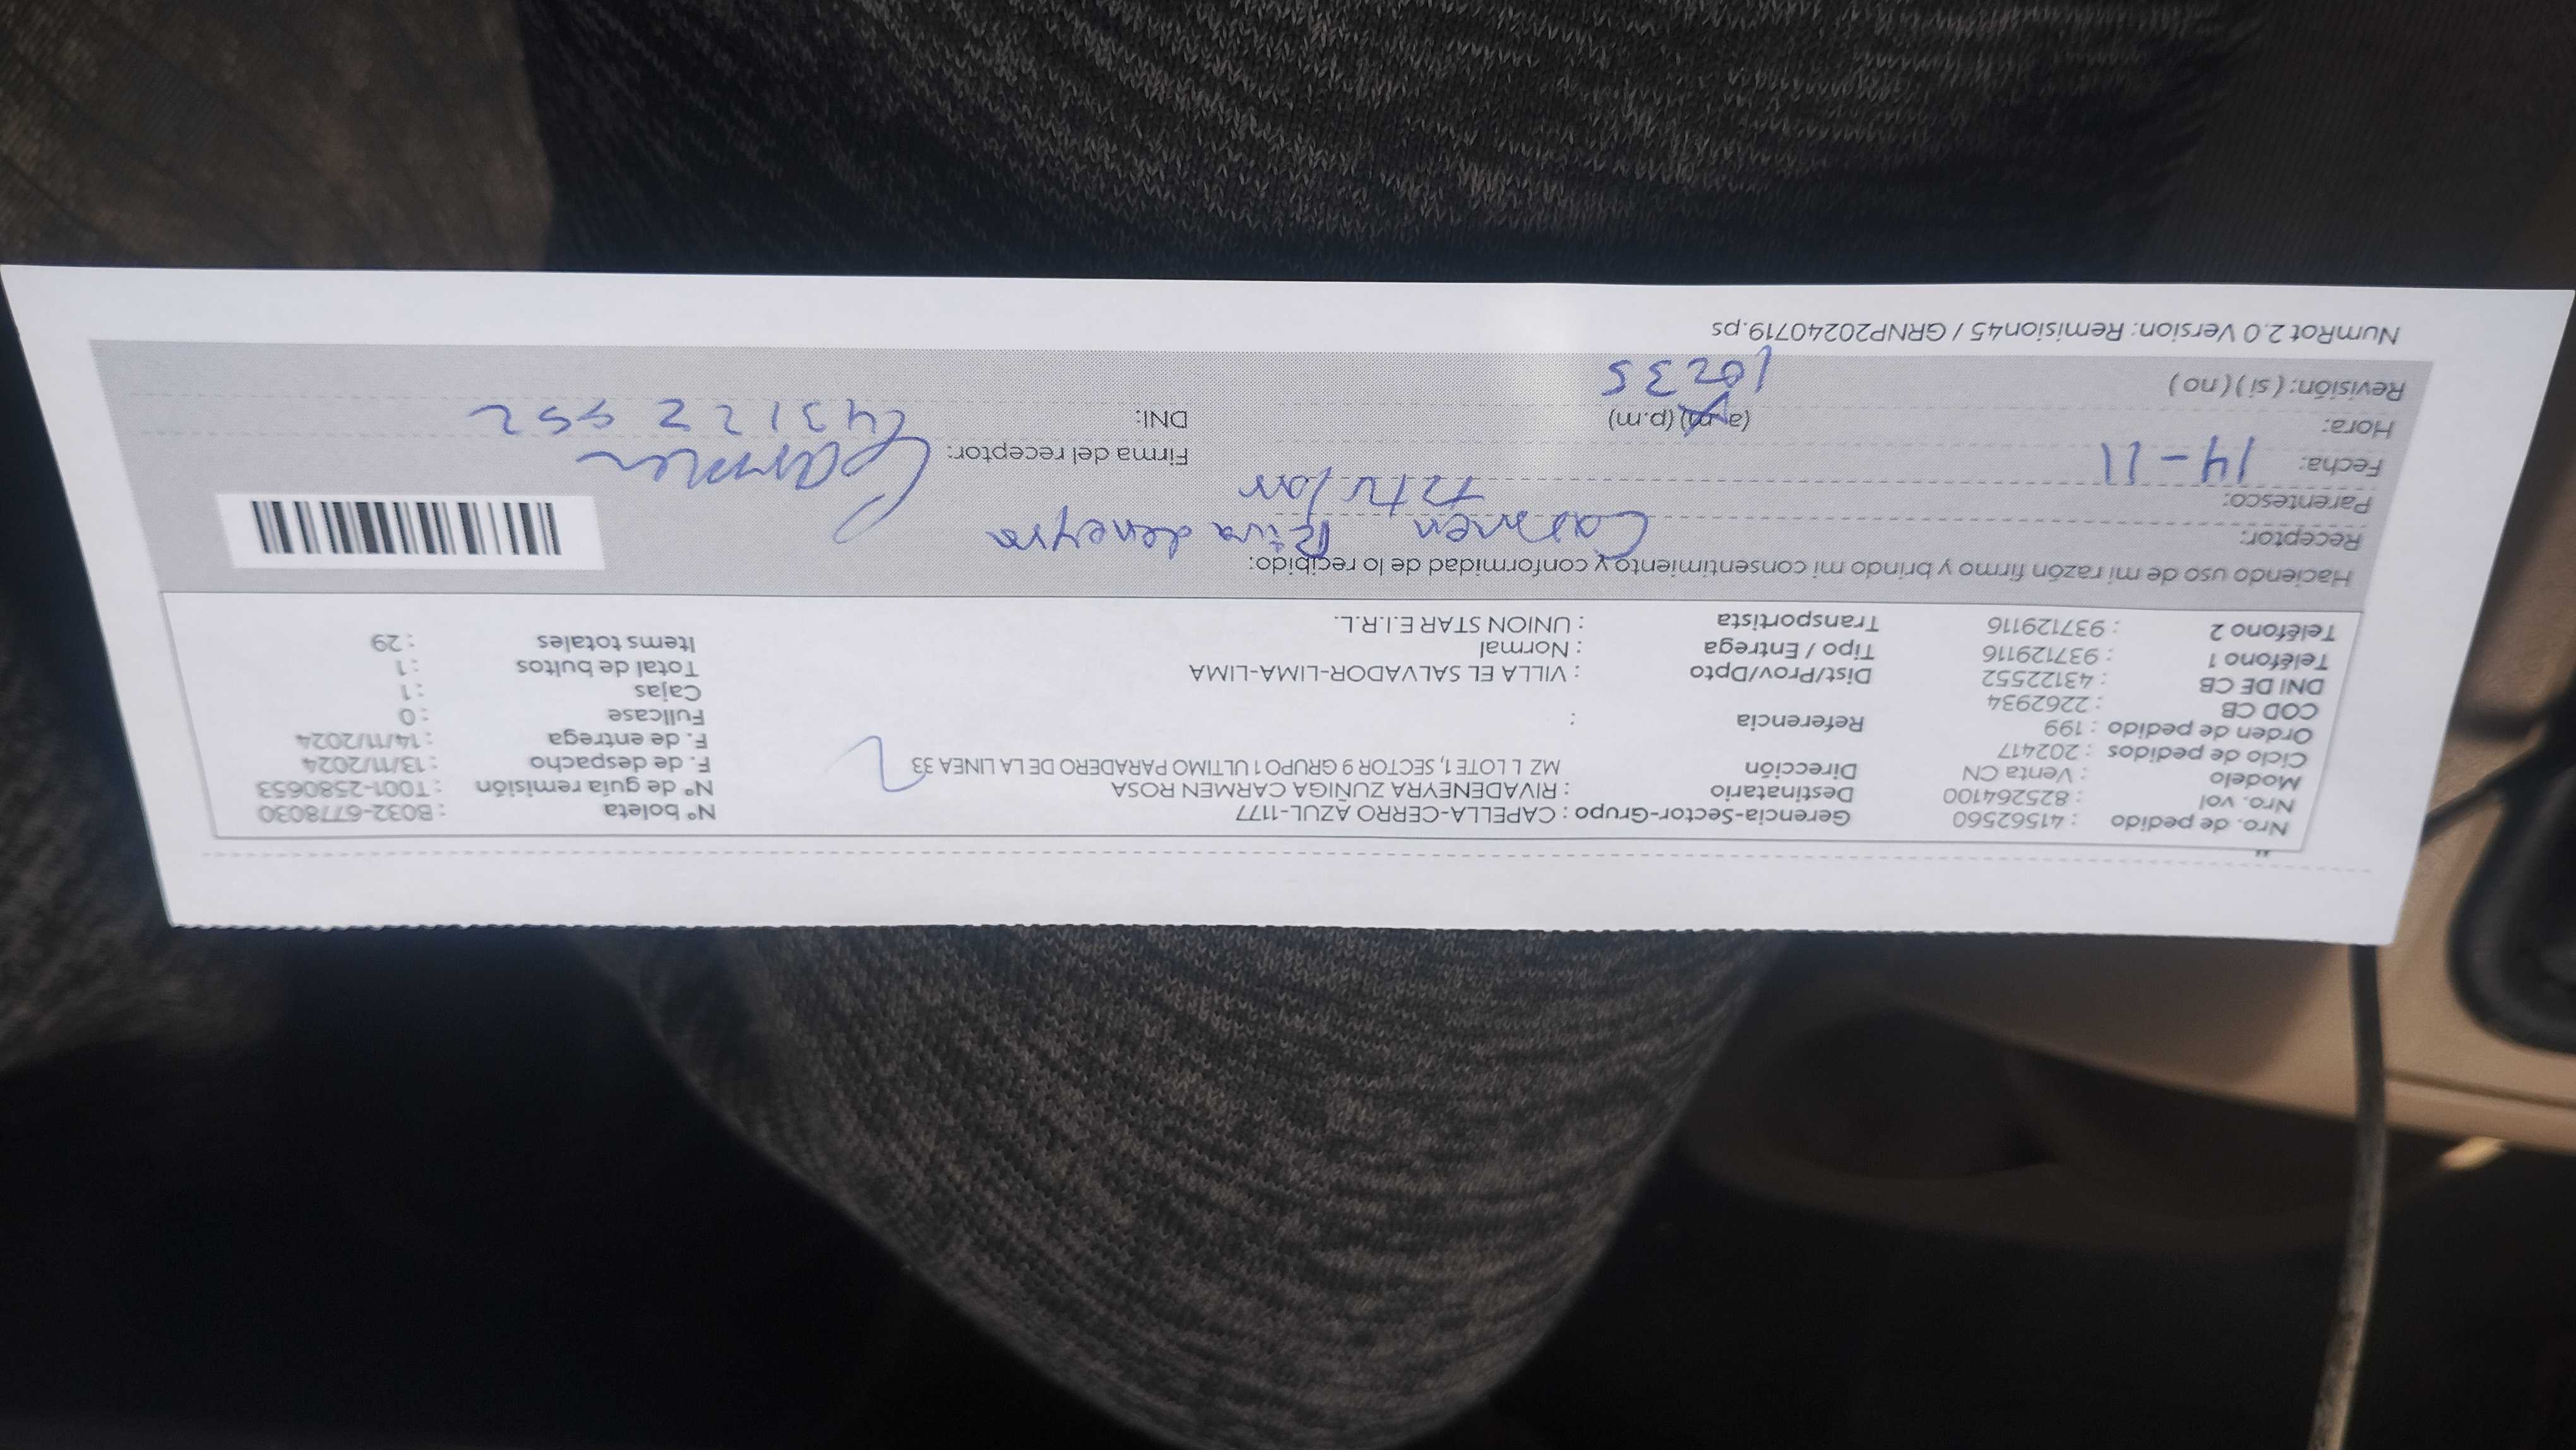 Nro. de pedido : 41562560 Gerencia-Sector-Grupo : CAPELLA-CERRO AZUL-1177 Nº boleta : B032-6778030
Nro. vol : 825264100 Destinatario : RIVADENEYRA ZUÑIGA CARMEN ROSA Nº de guía remisión : T001-2580653
Modelo : Venta CN Dirección MZ L LOTE 1, SECTOR 9 GRUPO 1 ULTIMO PARADERO DE LA LINEA 33 F. de despacho : 13/11/2024
Ciclo de pedidos : 202417 F. de entrega : 14/11/2024
Orden de pedido : 199 Referencia : Fullcase : 0
COD CB : 2262934 Cajas : 1
DNI DE CB : 43122552 Dist/Prov/Dpto : VILLA EL SALVADOR-LIMA-LIMA Total de bultos : 1
Teléfono 1 : 937129116 Tipo / Entrega : Normal Items totales : 29
Teléfono 2 : 937129116 Transportista : UNION STAR E.I.R.L.
Haciendo uso de mi razón firmo y brindo mi consentimiento y conformidad de lo recibido:
Receptor: Carmen Riva deneyra
Parentesco: Titular
Fecha: 14-11 Firma del receptor: Carmen
Hora: (a.m) (p.m) DNI: 43122552
Revisión: ( si ) ( no ) 10235
NumRot 2.0 Version: Remision45 / GRNP20240719.ps